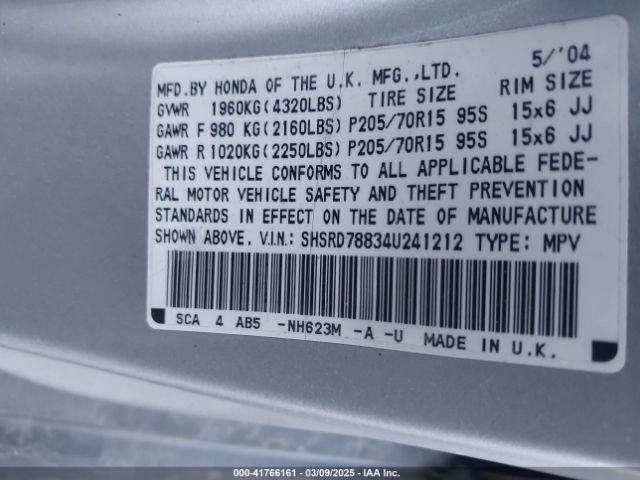 5/'04
MFD.BY HONDA OF THE U.K. MFG.,LTD.
GVWR 1960KG(4320LBS) TIRE SIZE RIM SIZE
GAWR F 980 KG(2160LBS) P205/70R15 95S 15x6 JJ
GAWR R 1020KG(2250LBS) P205/70R15 95S 15x6 JJ
THIS VEHICLE CONFORMS TO ALL APPLICABLE FEDE-
RAL MOTOR VEHICLE SAFETY AND THEFT PREVENTION
STANDARDS IN EFFECT ON THE DATE OF MANUFACTURE
SHOWN ABOVE. V.I.N: SHSRD78834U241212 TYPE: MPV
SCA 4 AB5 -NH623M -A -U MADE IN U.K.
000-41766161 - 03/09/2025 - IAA Inc.